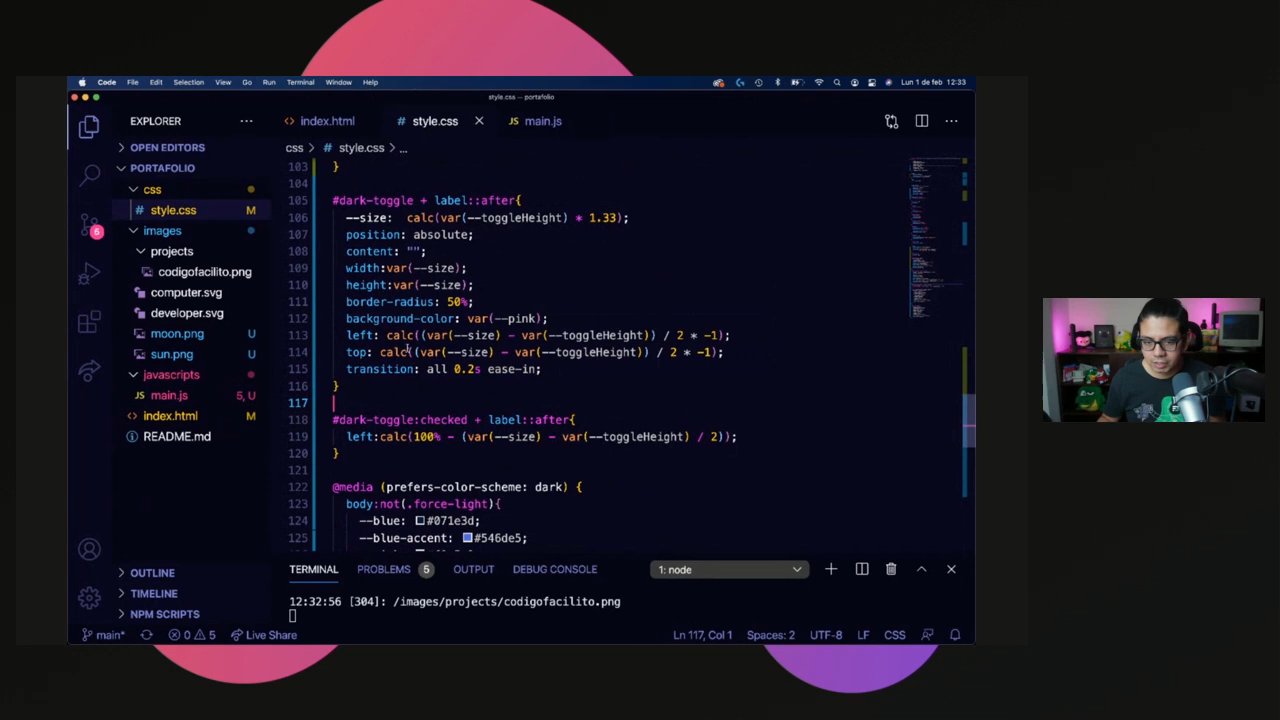 Code File Edit Selection View Go Run Terminal Window Help
Lun 1 de feb 12:33
style.css — portafolio
EXPLORER
index.html
# style.css
JS main.js
OPEN EDITORS
css > # style.css > ...
PORTAFOLIO
css
# style.css M
images
projects
codigofacilito.png
computer.svg
developer.svg
moon.png U
sun.png U
javascripts
JS main.js 5, U
index.html M
README.md
6
OUTLINE
TIMELINE
NPM SCRIPTS
103 }
104
105 #dark-toggle + label::after{
106 --size: calc(var(--toggleHeight) * 1.33);
107 position: absolute;
108 content: "";
109 width:var(--size);
110 height:var(--size);
111 border-radius: 50%;
112 background-color: var(--pink);
113 left: calc((var(--size) - var(--toggleHeight)) / 2 * -1);
114 top: calc((var(--size) - var(--toggleHeight)) / 2 * -1);
115 transition: all 0.2s ease-in;
116 }
117
118 #dark-toggle:checked + label::after{
119 left:calc(100% - (var(--size) - var(--toggleHeight) / 2));
120 }
121
122 @media (prefers-color-scheme: dark) {
123 body:not(.force-light){
124 --blue: #071e3d;
125 --blue-accent: #546de5;
TERMINAL PROBLEMS 5 OUTPUT DEBUG CONSOLE 1: node
12:32:56 [304]: /images/projects/codigofacilito.png
main* 0 5 Live Share
Ln 117, Col 1 Spaces: 2 UTF-8 LF CSS